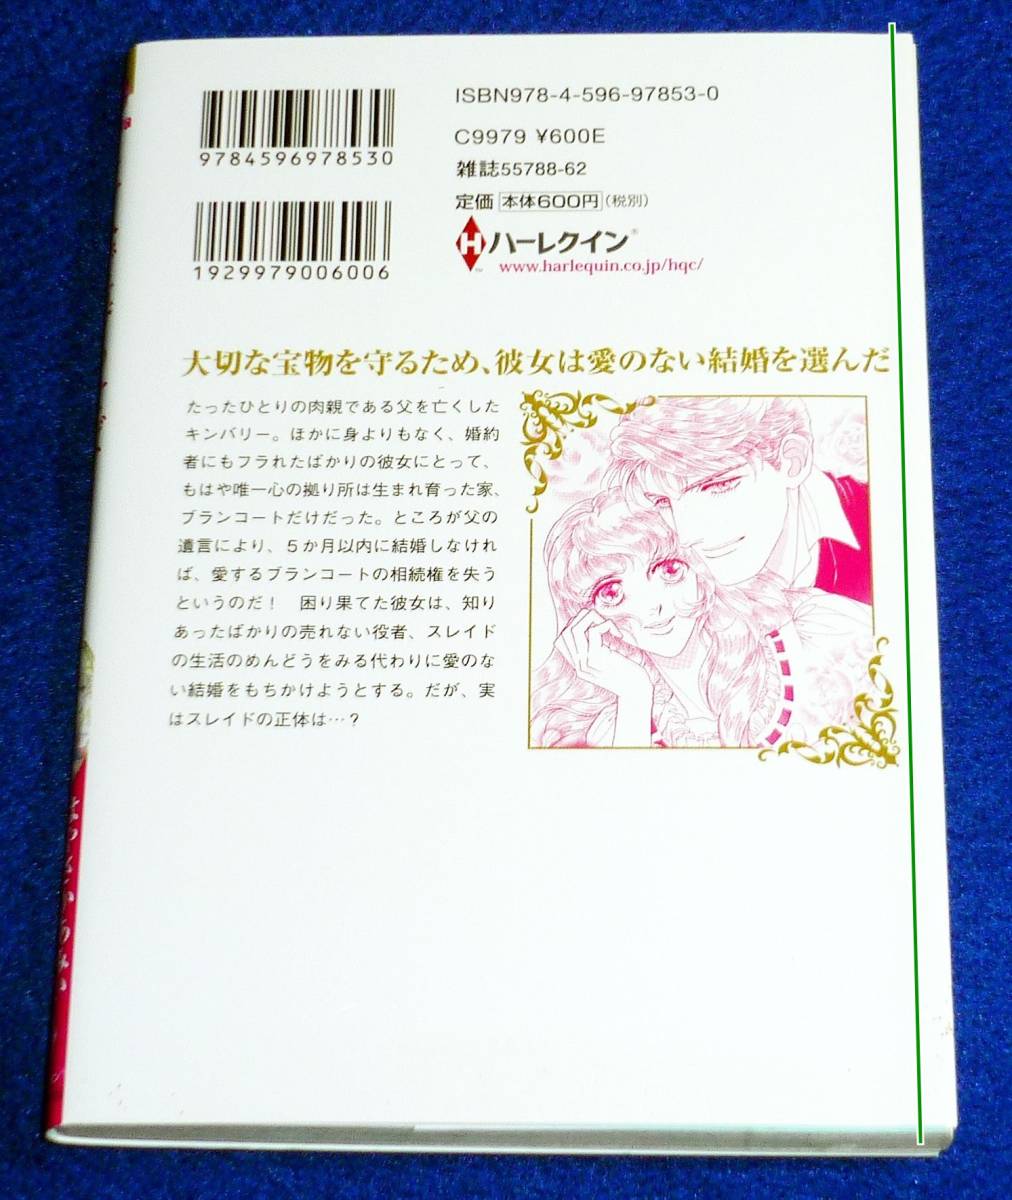 9784596978530
1929979006006
ISBN978-4-596-97853-0
C9979 ¥600E
雑誌55788-62
定価 本体600円(税別)
H ハーレクイン®
™ www.harlequin.co.jp/hqc/
大切な宝物を守るため、彼女は愛のない結婚を選んだ
たったひとりの肉親である父を亡くした
キンバリー。ほかに身よりもなく、婚約
者にもフラれたばかりの彼女にとって、
もはや唯一心の拠り所は生まれ育った家、
ブランコートだけだった。ところが父の
遺言により、５か月以内に結婚しなけれ
ば、愛するブランコートの相続権を失う
というのだ！　困り果てた彼女は、知り
あったばかりの売れない役者、スレイド
の生活のめんどうをみる代わりに愛のな
い結婚をもちかけようとする。だが、実
はスレイドの正体は…？